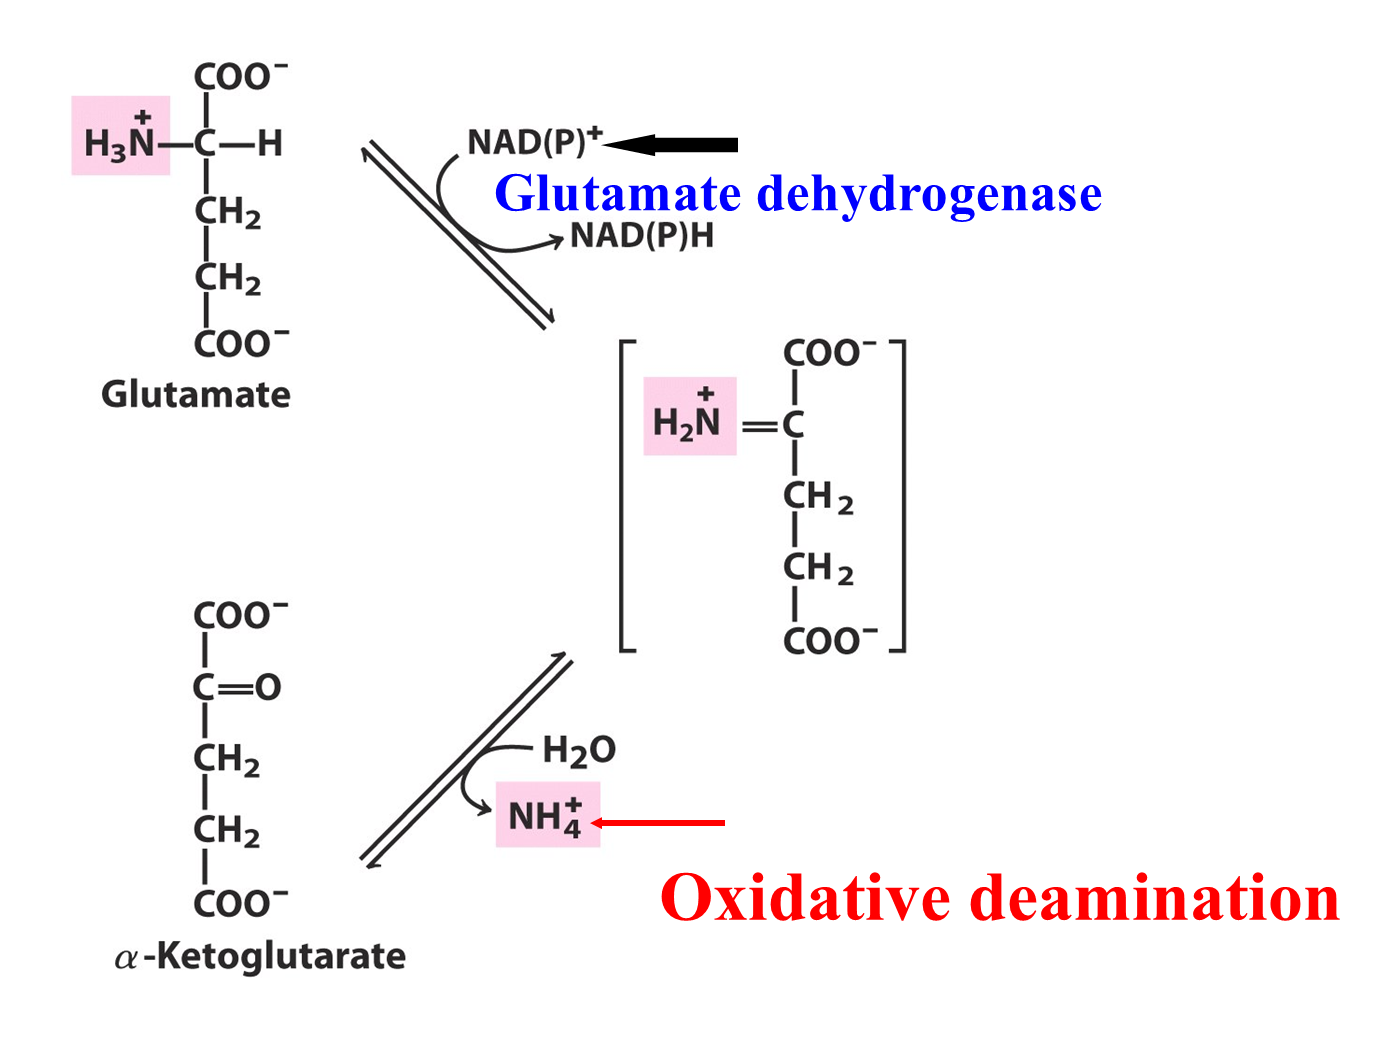 COO⁻
H₃N⁺—C—H
CH₂
CH₂
COO⁻
Glutamate
NAD(P)⁺
Glutamate dehydrogenase
NAD(P)H
COO⁻
H₂N⁺=C
CH₂
CH₂
COO⁻
H₂O
NH₄⁺
Oxidative deamination
COO⁻
C=O
CH₂
CH₂
COO⁻
α-Ketoglutarate